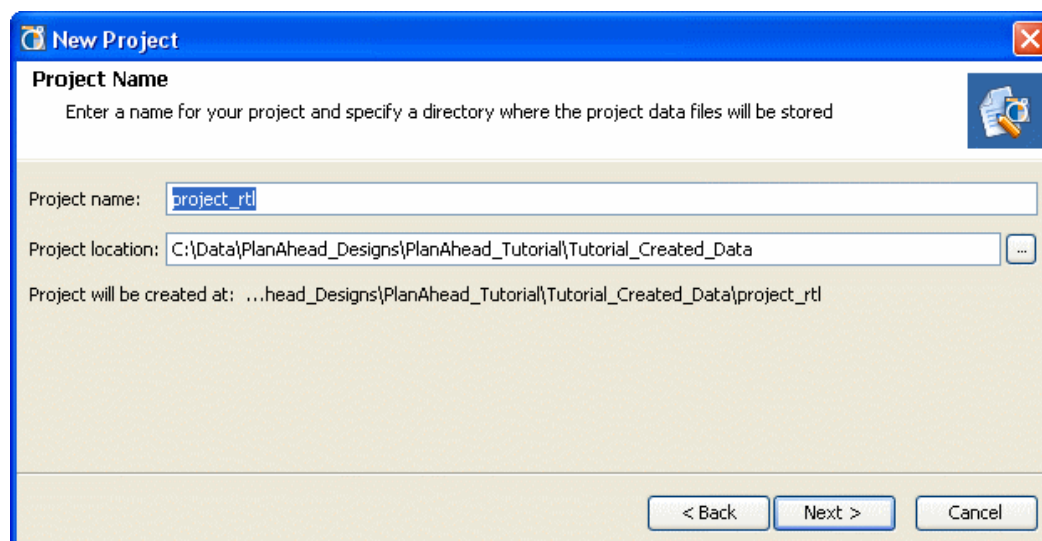 New Project
Project Name
Enter a name for your project and specify a directory where the project data files will be stored
Project name: project_rtl
Project location: C:\Data\PlanAhead_Designs\PlanAhead_Tutorial\Tutorial_Created_Data ...
Project will be created at: ...head_Designs\PlanAhead_Tutorial\Tutorial_Created_Data\project_rtl
< Back Next > Cancel